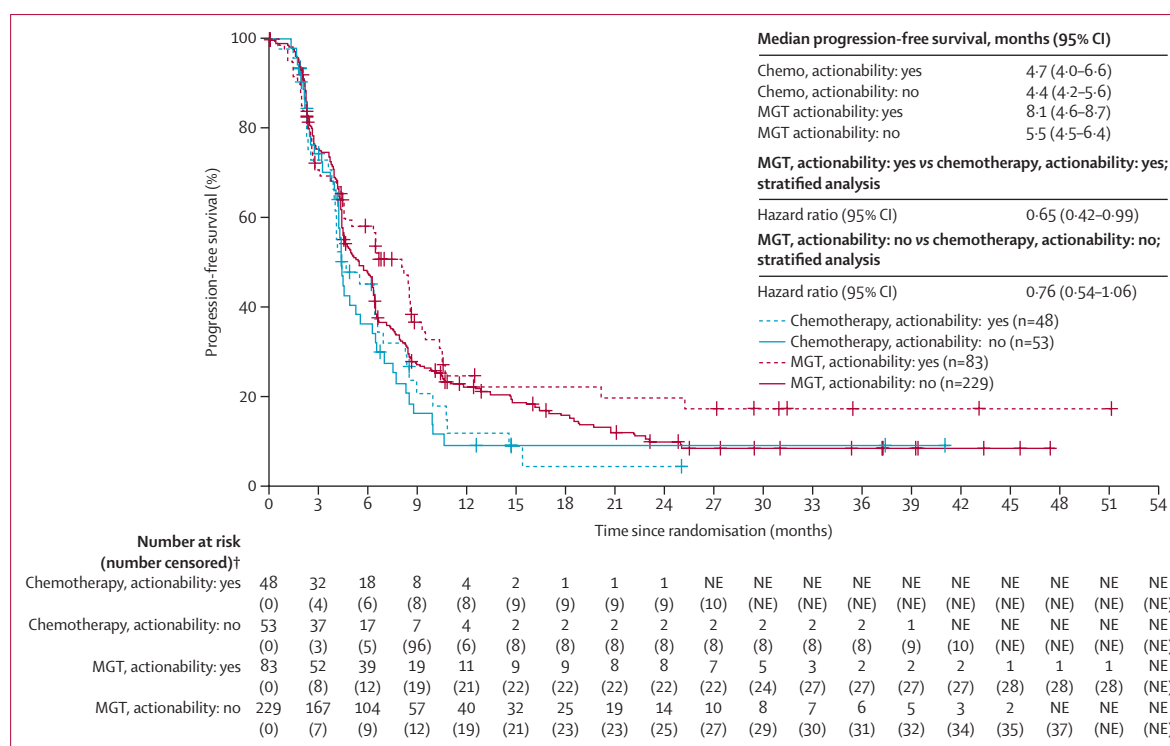 100
80
60
40
20
0
Progression-free survival (%)
Median progression-free survival, months (95% CI)
Chemo, actionability: yes 4·7 (4·0–6·6)
Chemo, actionability: no 4·4 (4·2–5·6)
MGT actionability: yes 8·1 (4·6–8·7)
MGT actionability: no 5·5 (4·5–6·4)
MGT, actionability: yes vs chemotherapy, actionability: yes;
stratified analysis
Hazard ratio (95% CI) 0·65 (0·42–0·99)
MGT, actionability: no vs chemotherapy, actionability: no;
stratified analysis
Hazard ratio (95% CI) 0·76 (0·54–1·06)
Chemotherapy, actionability: yes (n=48)
Chemotherapy, actionability: no (n=53)
MGT, actionability: yes (n=83)
MGT, actionability: no (n=229)
0 3 6 9 12 15 18 21 24 27 30 33 36 39 42 45 48 51 54
Time since randomisation (months)
Number at risk
(number censored)†
Chemotherapy, actionability: yes 48 32 18 8 4 2 1 1 1 NE NE NE NE NE NE NE NE NE NE
(0) (4) (6) (8) (8) (9) (9) (9) (9) (10) (NE) (NE) (NE) (NE) (NE) (NE) (NE) (NE) (NE)
Chemotherapy, actionability: no 53 37 17 7 4 2 2 2 2 2 2 2 2 1 NE NE NE NE NE
(0) (3) (5) (96) (6) (8) (8) (8) (8) (8) (8) (8) (8) (9) (10) (NE) (NE) (NE) (NE)
MGT, actionability: yes 83 52 39 19 11 9 9 8 8 7 5 3 2 2 2 1 1 1 NE
(0) (8) (12) (19) (21) (22) (22) (22) (22) (22) (24) (27) (27) (27) (27) (28) (28) (28) (NE)
MGT, actionability: no 229 167 104 57 40 32 25 19 14 10 8 7 6 5 3 2 NE NE NE
(0) (7) (9) (12) (19) (21) (23) (23) (25) (27) (29) (30) (31) (32) (34) (35) (37) (NE) (NE)